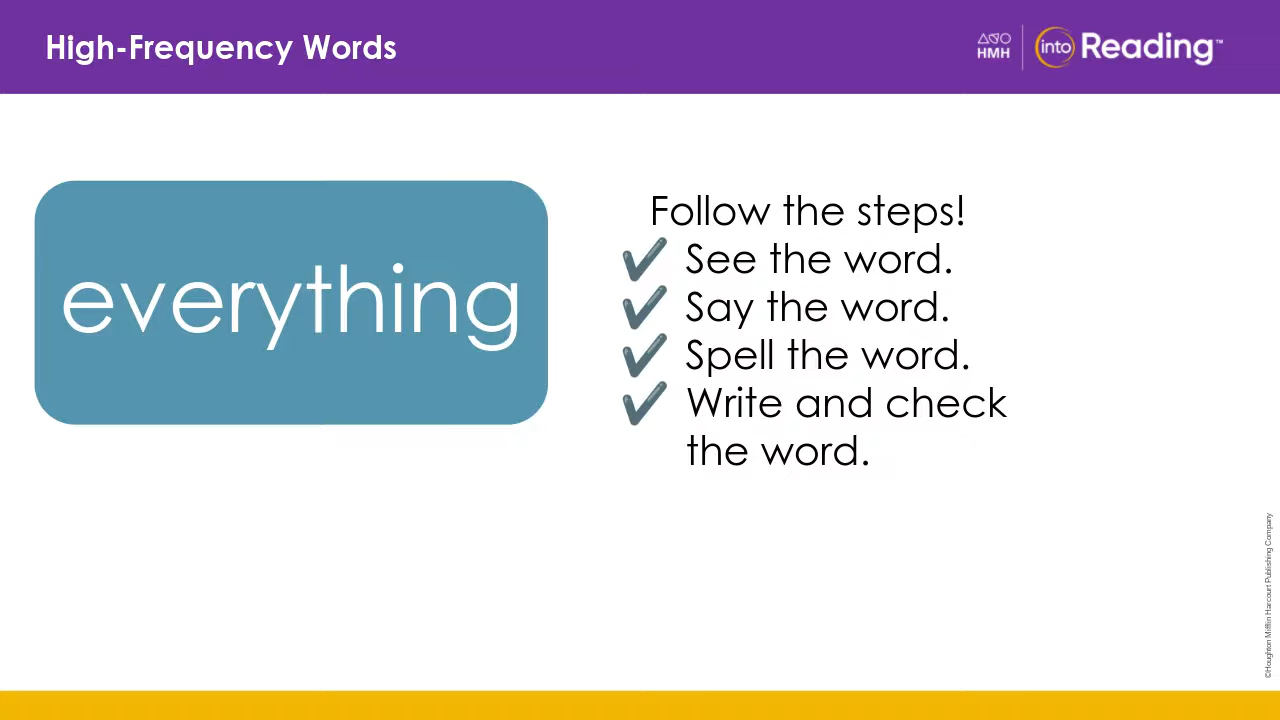 High-Frequency Words
HMH
into Reading™
everything
Follow the steps!
✔ See the word.
✔ Say the word.
✔ Spell the word.
✔ Write and check
the word.
©Houghton Mifflin Harcourt Publishing Company